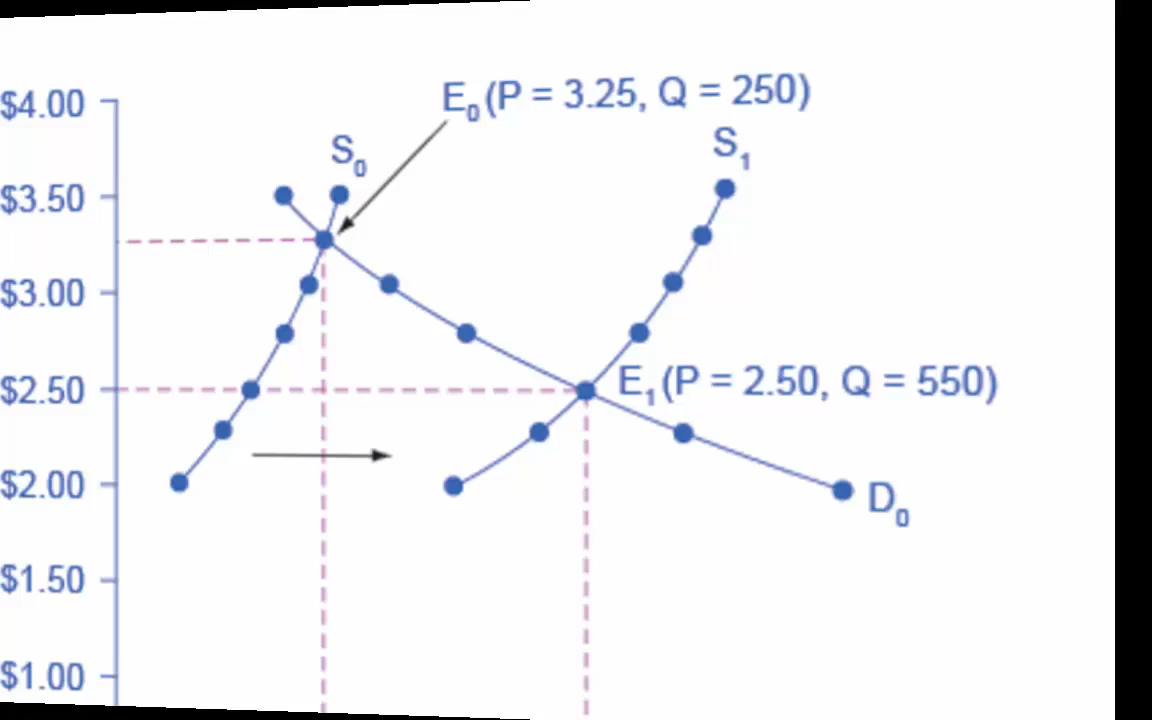 $4.00
E₀(P = 3.25, Q = 250)
S₀
S₁
$3.50
$3.00
$2.50
E₁(P = 2.50, Q = 550)
$2.00
D₀
$1.50
$1.00